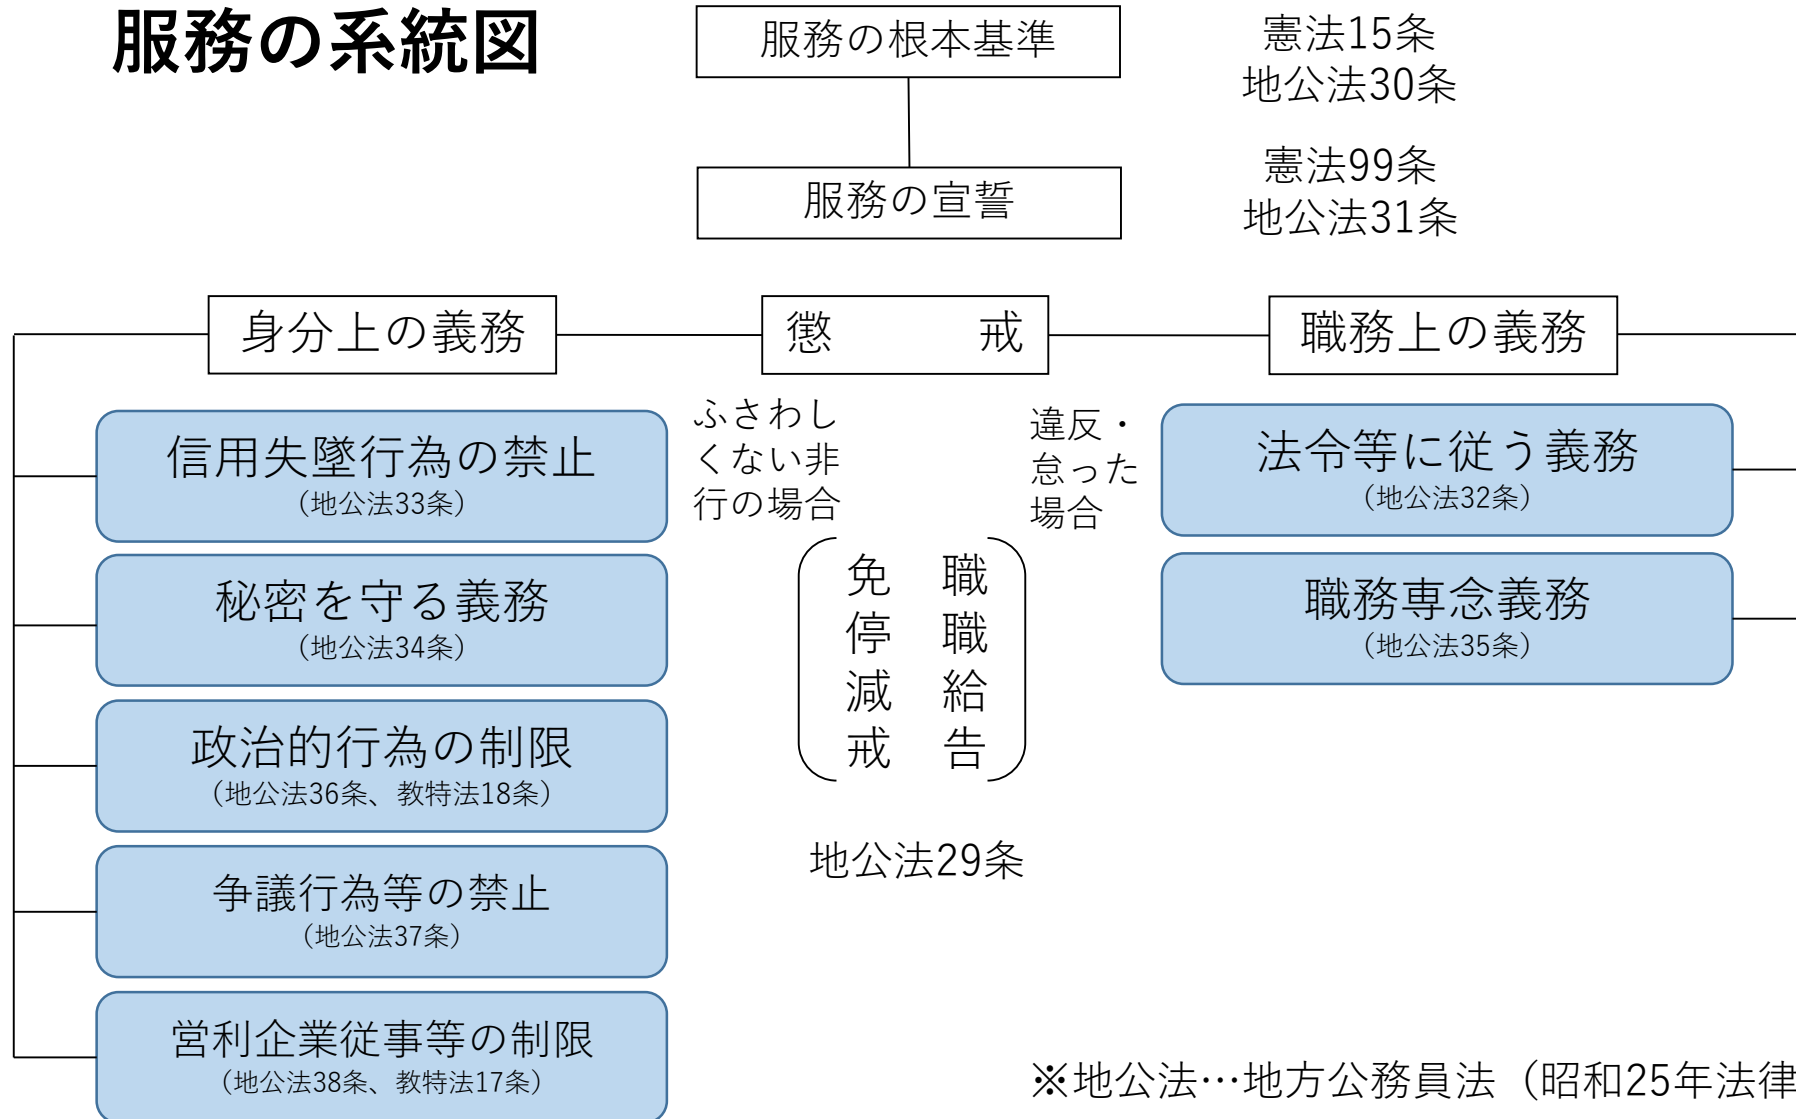 服務の系統図
服務の根本基準
憲法15条
地公法30条
服務の宣誓
憲法99条
地公法31条
身分上の義務
懲　戒
職務上の義務
信用失墜行為の禁止
（地公法33条）
秘密を守る義務
（地公法34条）
政治的行為の制限
（地公法36条、教特法18条）
争議行為等の禁止
（地公法37条）
営利企業従事等の制限
（地公法38条、教特法17条）
ふさわし
くない非
行の場合
違反・
怠った
場合
免　職
停　職
減　給
戒　告
地公法29条
法令等に従う義務
（地公法32条）
職務専念義務
（地公法35条）
※地公法…地方公務員法（昭和25年法律